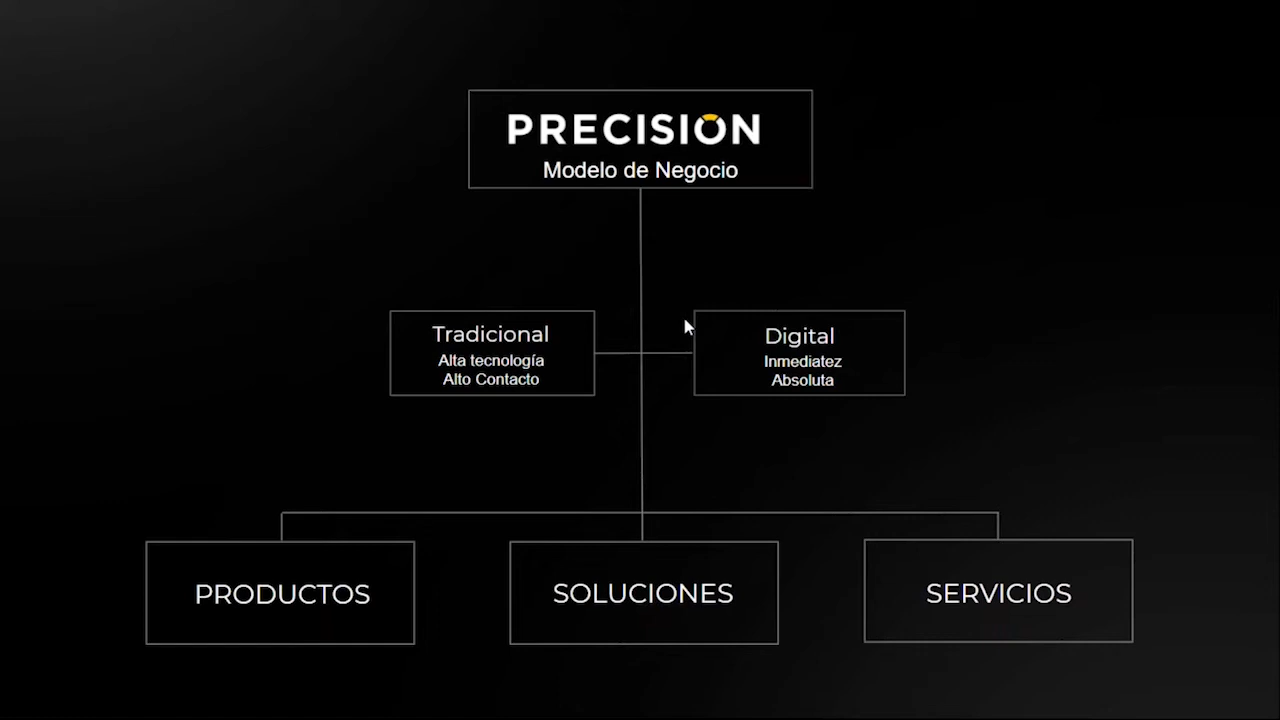 PRECISION
Modelo de Negocio
Tradicional
Alta tecnología
Alto Contacto
Digital
Inmediatez
Absoluta
PRODUCTOS
SOLUCIONES
SERVICIOS